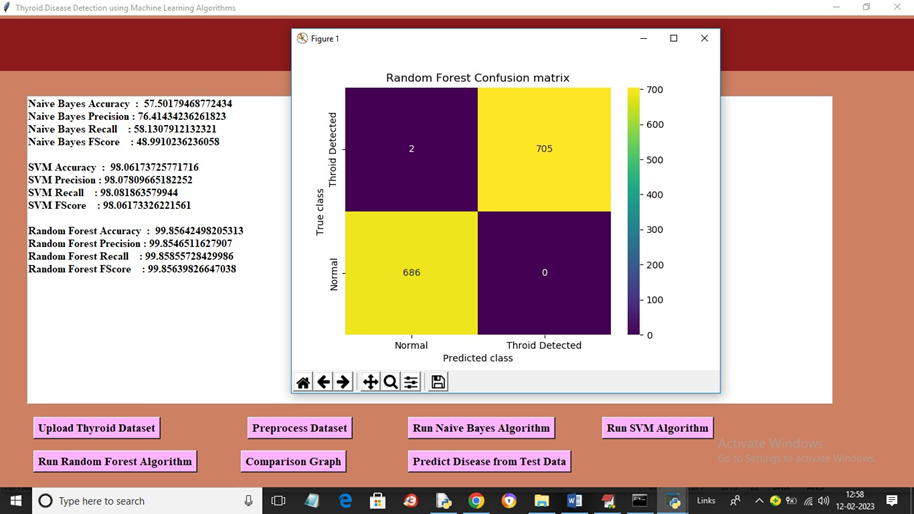 Thyroid Disease Detection using Machine Learning Algorithms
Figure 1
Naive Bayes Accuracy : 57.50179468772434
Naive Bayes Precision : 76.41434236261823
Naive Bayes Recall : 58.1307912132321
Naive Bayes FScore : 48.9910236236058
SVM Accuracy : 98.06173725771716
SVM Precision : 98.07809665182252
SVM Recall : 98.081863579944
SVM FScore : 98.06173326221561
Random Forest Accuracy : 99.85642498205313
Random Forest Precision : 99.8546511627907
Random Forest Recall : 99.85855728429986
Random Forest FScore : 99.85639826647038
Random Forest Confusion matrix
True class
Throid Detected
Normal
2
705
686
0
Normal
Throid Detected
Predicted class
700
600
500
400
300
200
100
0
Upload Thyroid Dataset
Preprocess Dataset
Run Naive Bayes Algorithm
Run SVM Algorithm
Run Random Forest Algorithm
Comparison Graph
Predict Disease from Test Data
Activate Windows
Go to Settings to activate Windows.
Type here to search
Links
12:58
12-02-2023